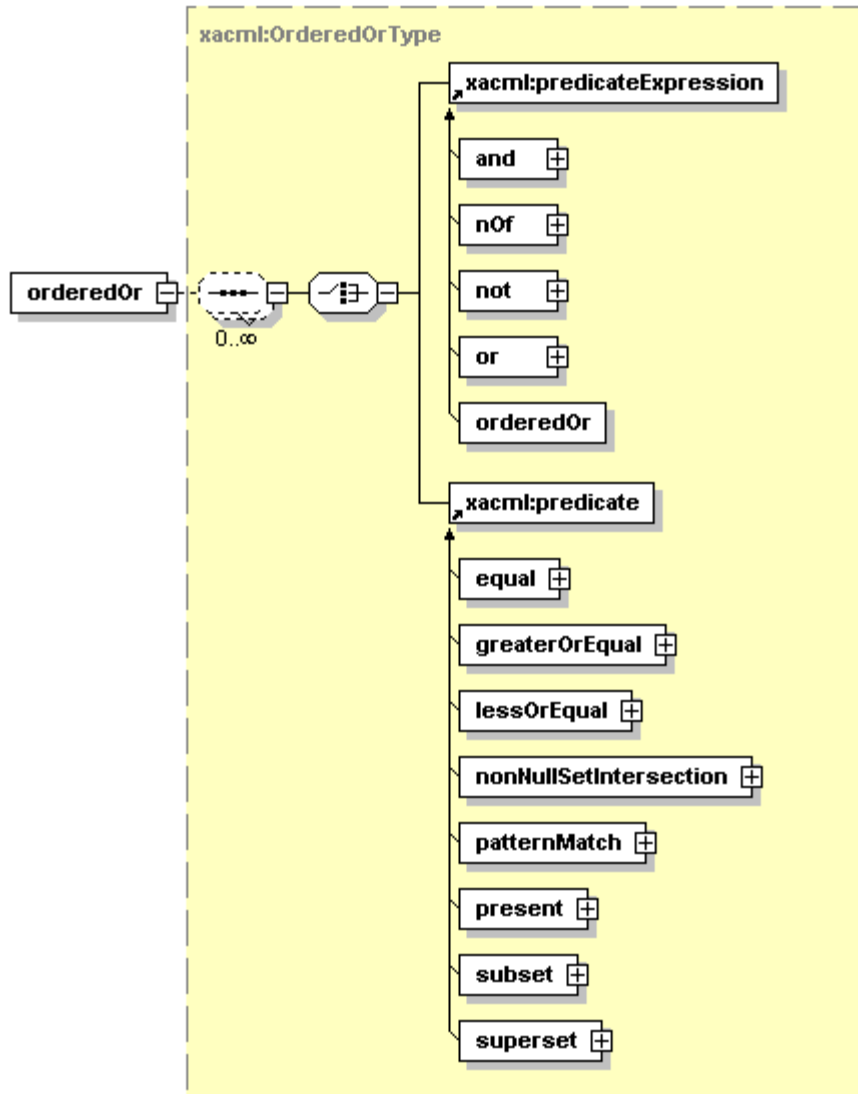 xacml:OrderedOrType
xacml:predicateExpression
and
nOf
not
orderedOr
0..∞
or
orderedOr
xacml:predicate
equal
greaterOrEqual
lessOrEqual
nonNullSetIntersection
patternMatch
present
subset
superset